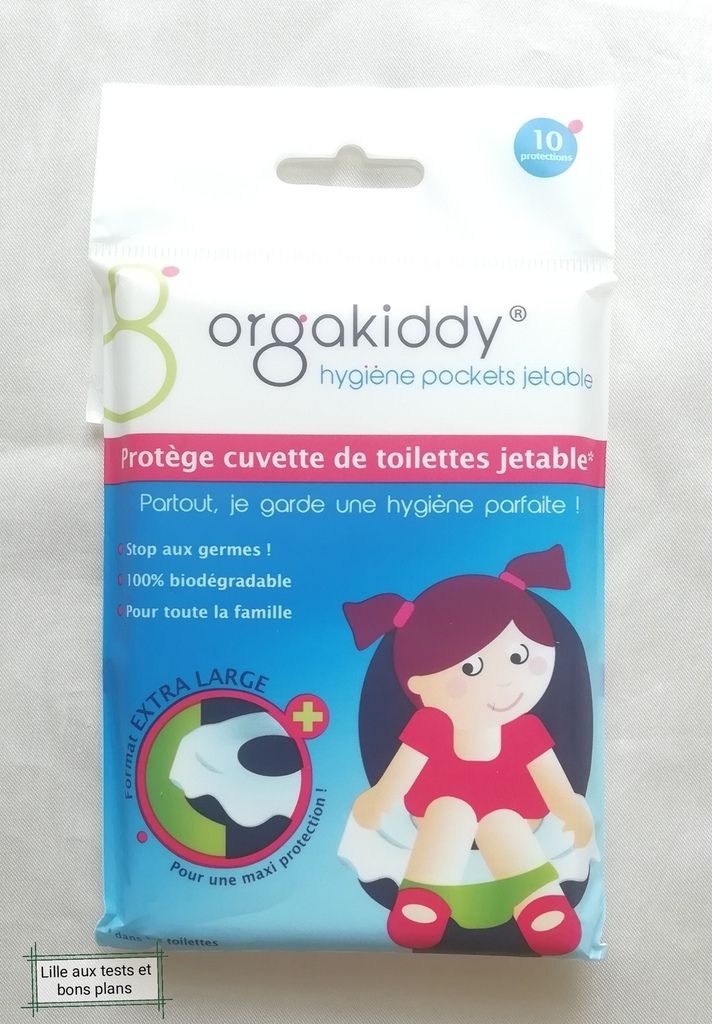 10
protections
orgakiddy®
hygiène pockets jetable
Protège cuvette de toilettes jetable*
Partout, je garde une hygiène parfaite !
Stop aux germes !
100% biodégradable
Pour toute la famille
Format EXTRA LARGE
Pour une maxi protection !
dans toilettes
Lille aux tests et
bons plans